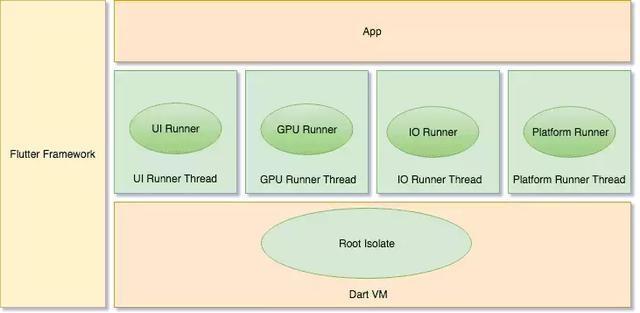 Flutter Framework
App
UI Runner
GPU Runner
IO Runner
Platform Runner
UI Runner Thread
GPU Runner Thread
IO Runner Thread
Platform Runner Thread
Root Isolate
Dart VM